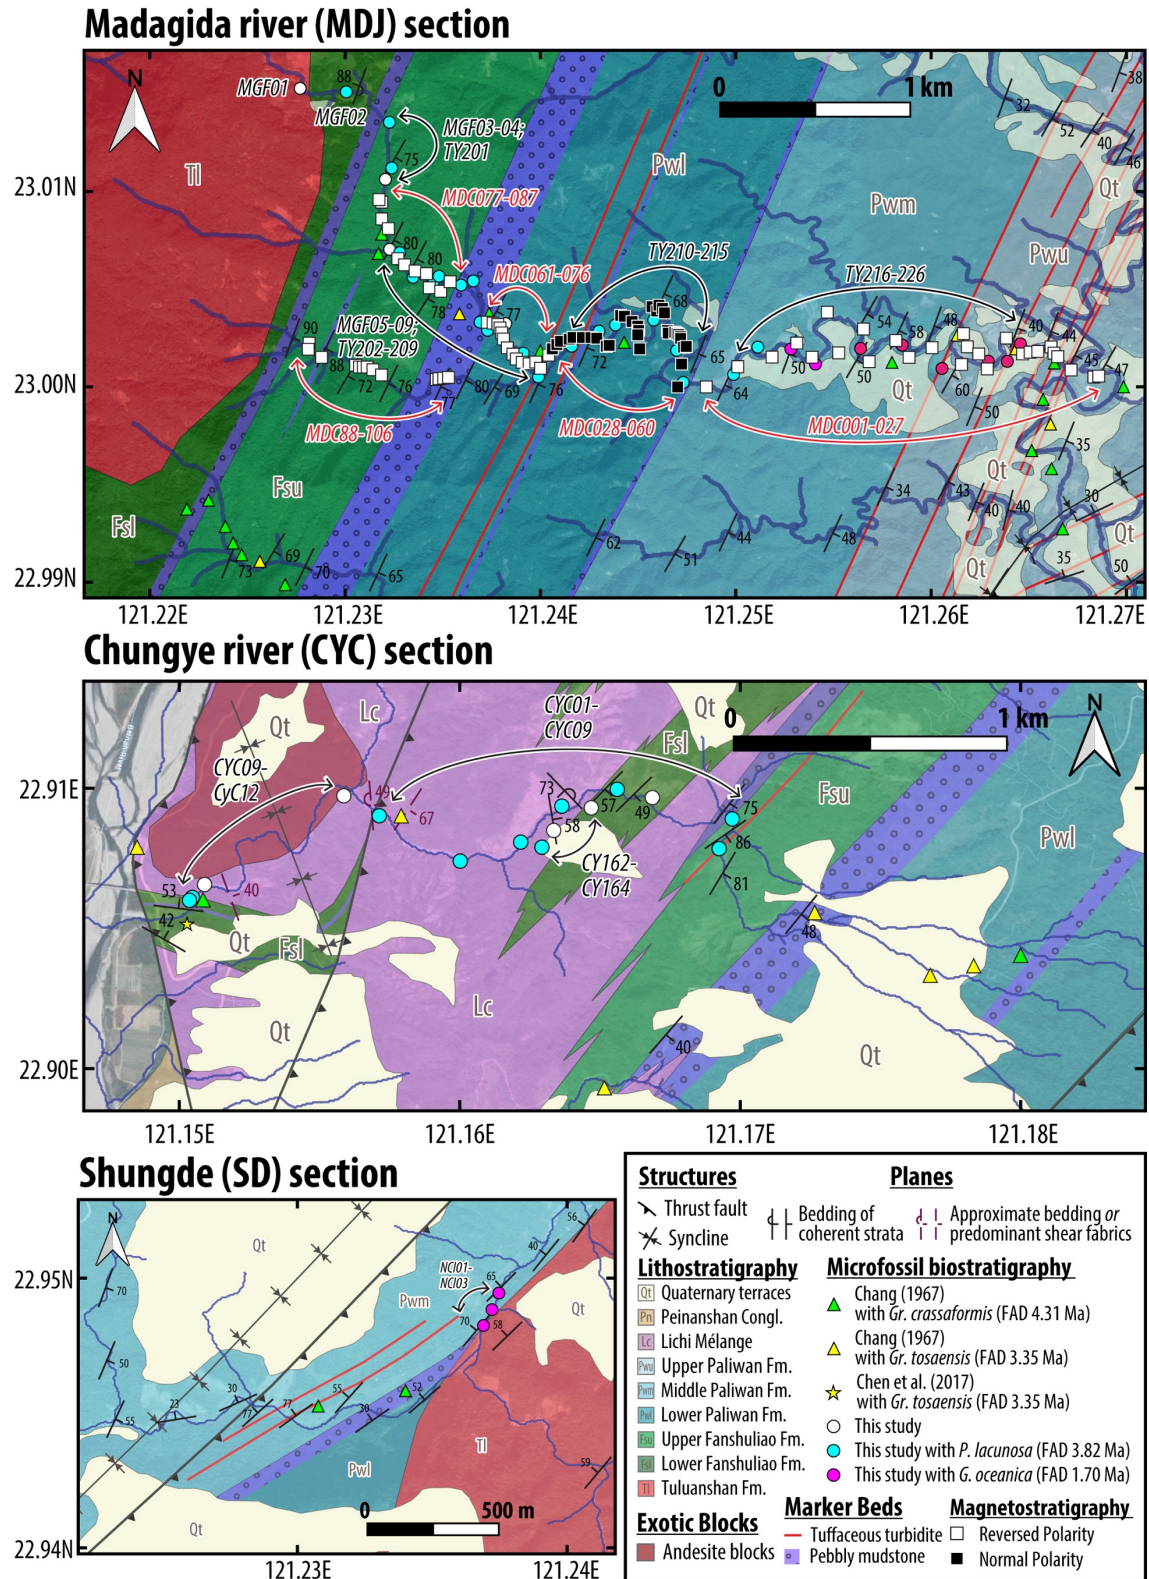 Madagida river (MDJ) section
N
0
1 km
MGF01
MGF02
88
MGF03-04;
TY201
75
Tl
Pwl
Pwm
Qt
32
38
52
40
46
23.01N
MDC077-087
80
80
78
TY210-215
TY216-226
Pwu
MDC061-076
77
68
MGF05-09;
TY202-209
90
88
76
77
80
69
76
72
65
64
50
54
50
58
48
60
50
40
44
45
47
23.00N
MDC88-106
MDC028-060
MDC001-027
Qt
35
Fsu
Fsl
Qt
34
43
40
40
30
62
51
44
48
69
73
70
65
Qt
Qt
35
50
22.99N
121.22E
121.23E
121.24E
121.25E
121.26E
121.27E
Chungye river (CYC) section
Qt
Lc
CYC01-
CYC09
Qt
Fsl
0
1 km
N
CYC09-
CyC12
22.91E
49
67
73
58
57
49
75
86
81
Fsu
Pwl
CY162-
CY164
53
40
42
Qt
Fsl
48
Lc
Qt
40
Qt
22.90E
121.15E
121.16E
121.17E
121.18E
Shungde (SD) section
N
Qt
56
40
NCI01-
NCI03
65
22.95N
70
Pwm
Qt
70
58
50
30
55
52
77
23
77
30
55
Tl
59
Pwl
0
500 m
Qt
22.94N
121.23E
121.24E
Structures
Thrust fault
Syncline
Planes
Bedding of
coherent strata
Approximate bedding or
predominant shear fabrics
Lithostratigraphy
Qt Quaternary terraces
Pn Peinanshan Congl.
Lc Lichi Mélange
Pwu Upper Paliwan Fm.
Pwm Middle Paliwan Fm.
Pwl Lower Paliwan Fm.
Fsu Upper Fanshuliao Fm.
Fsl Lower Fanshuliao Fm.
Tl Tuluanshan Fm.
Exotic Blocks
Andesite blocks
Microfossil biostratigraphy
Chang (1967)
with Gr. crassaformis (FAD 4.31 Ma)
Chang (1967)
with Gr. tosaensis (FAD 3.35 Ma)
Chen et al. (2017)
with Gr. tosaensis (FAD 3.35 Ma)
This study
This study with P. lacunosa (FAD 3.82 Ma)
This study with G. oceanica (FAD 1.70 Ma)
Marker Beds
Tuffaceous turbidite
Pebbly mudstone
Magnetostratigraphy
Reversed Polarity
Normal Polarity